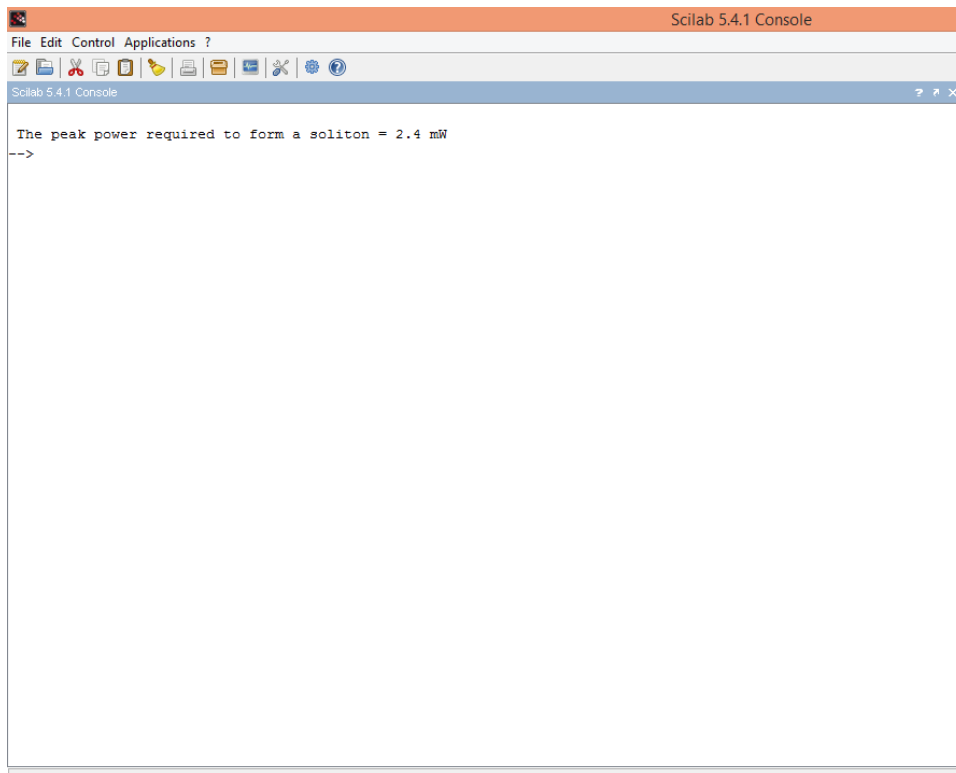 Scilab 5.4.1 Console
File Edit Control Applications ?
Scilab 5.4.1 Console
The peak power required to form a soliton = 2.4 mW
-->